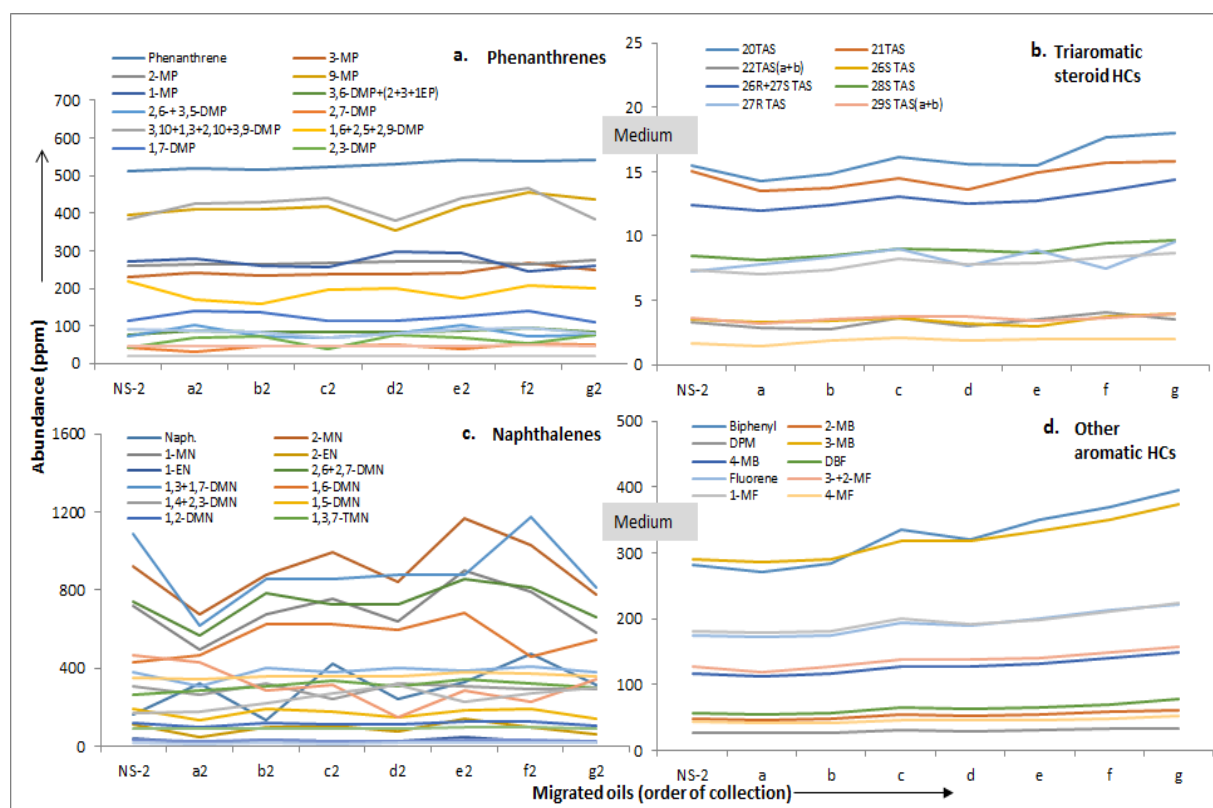 a. Phenanthrenes
Phenanthrene
3-MP
2-MP
9-MP
1-MP
3,6-DMP+(2+3+1EP)
2,6-+3,5-DMP
2,7-DMP
3,10+1,3+2,10+3,9-DMP
1,6+2,5+2,9-DMP
1,7-DMP
2,3-DMP
700
600
500
400
300
200
100
0
NS-2 a2 b2 c2 d2 e2 f2 g2
b. Triaromatic
steroid HCs
20TAS
21TAS
22TAS(a+b)
26S TAS
26R+27S TAS
28S TAS
27R TAS
29S TAS(a+b)
Medium
25
20
15
10
5
0
NS-2 a b c d e f g
Abundance (ppm)
c. Naphthalenes
Naph.
2-MN
1-MN
2-EN
1-EN
2,6+2,7-DMN
1,3+1,7-DMN
1,6-DMN
1,4+2,3-DMN
1,5-DMN
1,2-DMN
1,3,7-TMN
1600
1200
800
400
0
NS-2 a2 b2 c2 d2 e2 f2 g2
d. Other
aromatic HCs
Biphenyl
2-MB
DPM
3-MB
4-MB
DBF
Fluorene
3-+2-MF
1-MF
4-MF
Medium
500
400
300
200
100
0
NS-2 a b c d e f g
Migrated oils (order of collection)